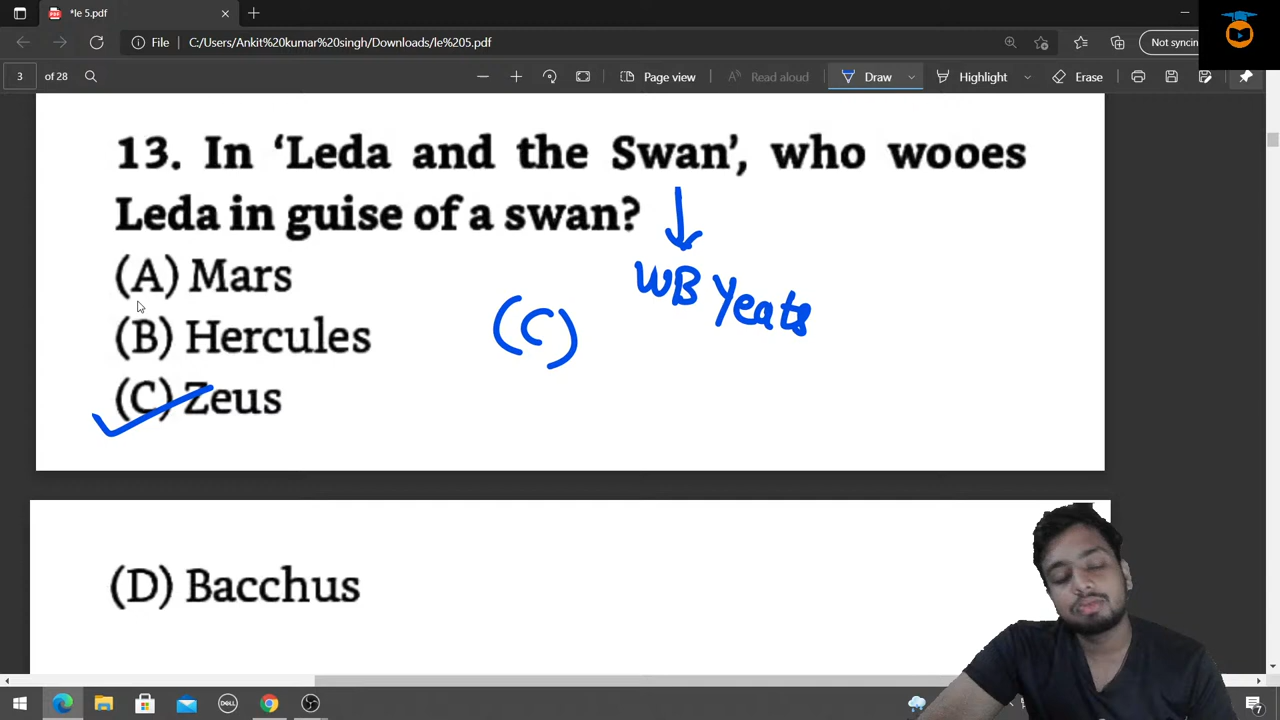 *le 5.pdf
File C:/Users/Ankit%20kumar%20singh/Downloads/le%205.pdf
Not syncin
3 of 28
Page view
Read aloud
Draw
Highlight
Erase
13. In ‘Leda and the Swan’, who wooes
Leda in guise of a swan?
WB Yeats
(A) Mars
(B) Hercules
(C)
(C) Zeus
(D) Bacchus
DELL
7